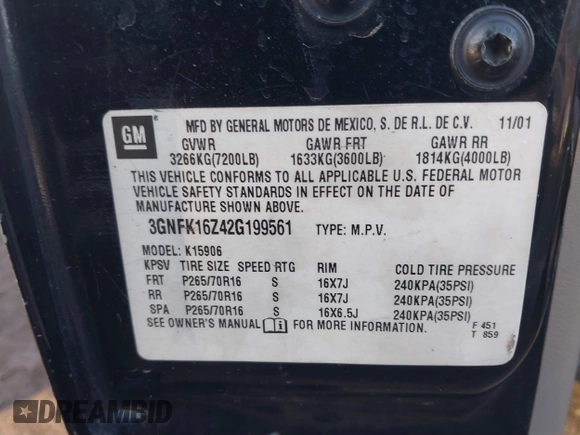 GM
MFD BY GENERAL MOTORS DE MEXICO, S. DE R.L. DE C.V. 11/01
GVWR GAWR FRT GAWR RR
3266KG(7200LB) 1633KG(3600LB) 1814KG(4000LB)
THIS VEHICLE CONFORMS TO ALL APPLICABLE U.S. FEDERAL MOTOR
VEHICLE SAFETY STANDARDS IN EFFECT ON THE DATE OF
MANUFACTURE SHOWN ABOVE.
3GNFK16Z42G199561 TYPE: M.P.V.
MODEL: K15906
KPSV TIRE SIZE SPEED RTG RIM COLD TIRE PRESSURE
FRT P265/70R16 S 16X7J 240KPA(35PSI)
RR P265/70R16 S 16X7J 240KPA(35PSI)
SPA P265/70R16 S 16X6.5J 240KPA(35PSI)
SEE OWNER'S MANUAL FOR MORE INFORMATION. F 451
T 859
DREAMBID